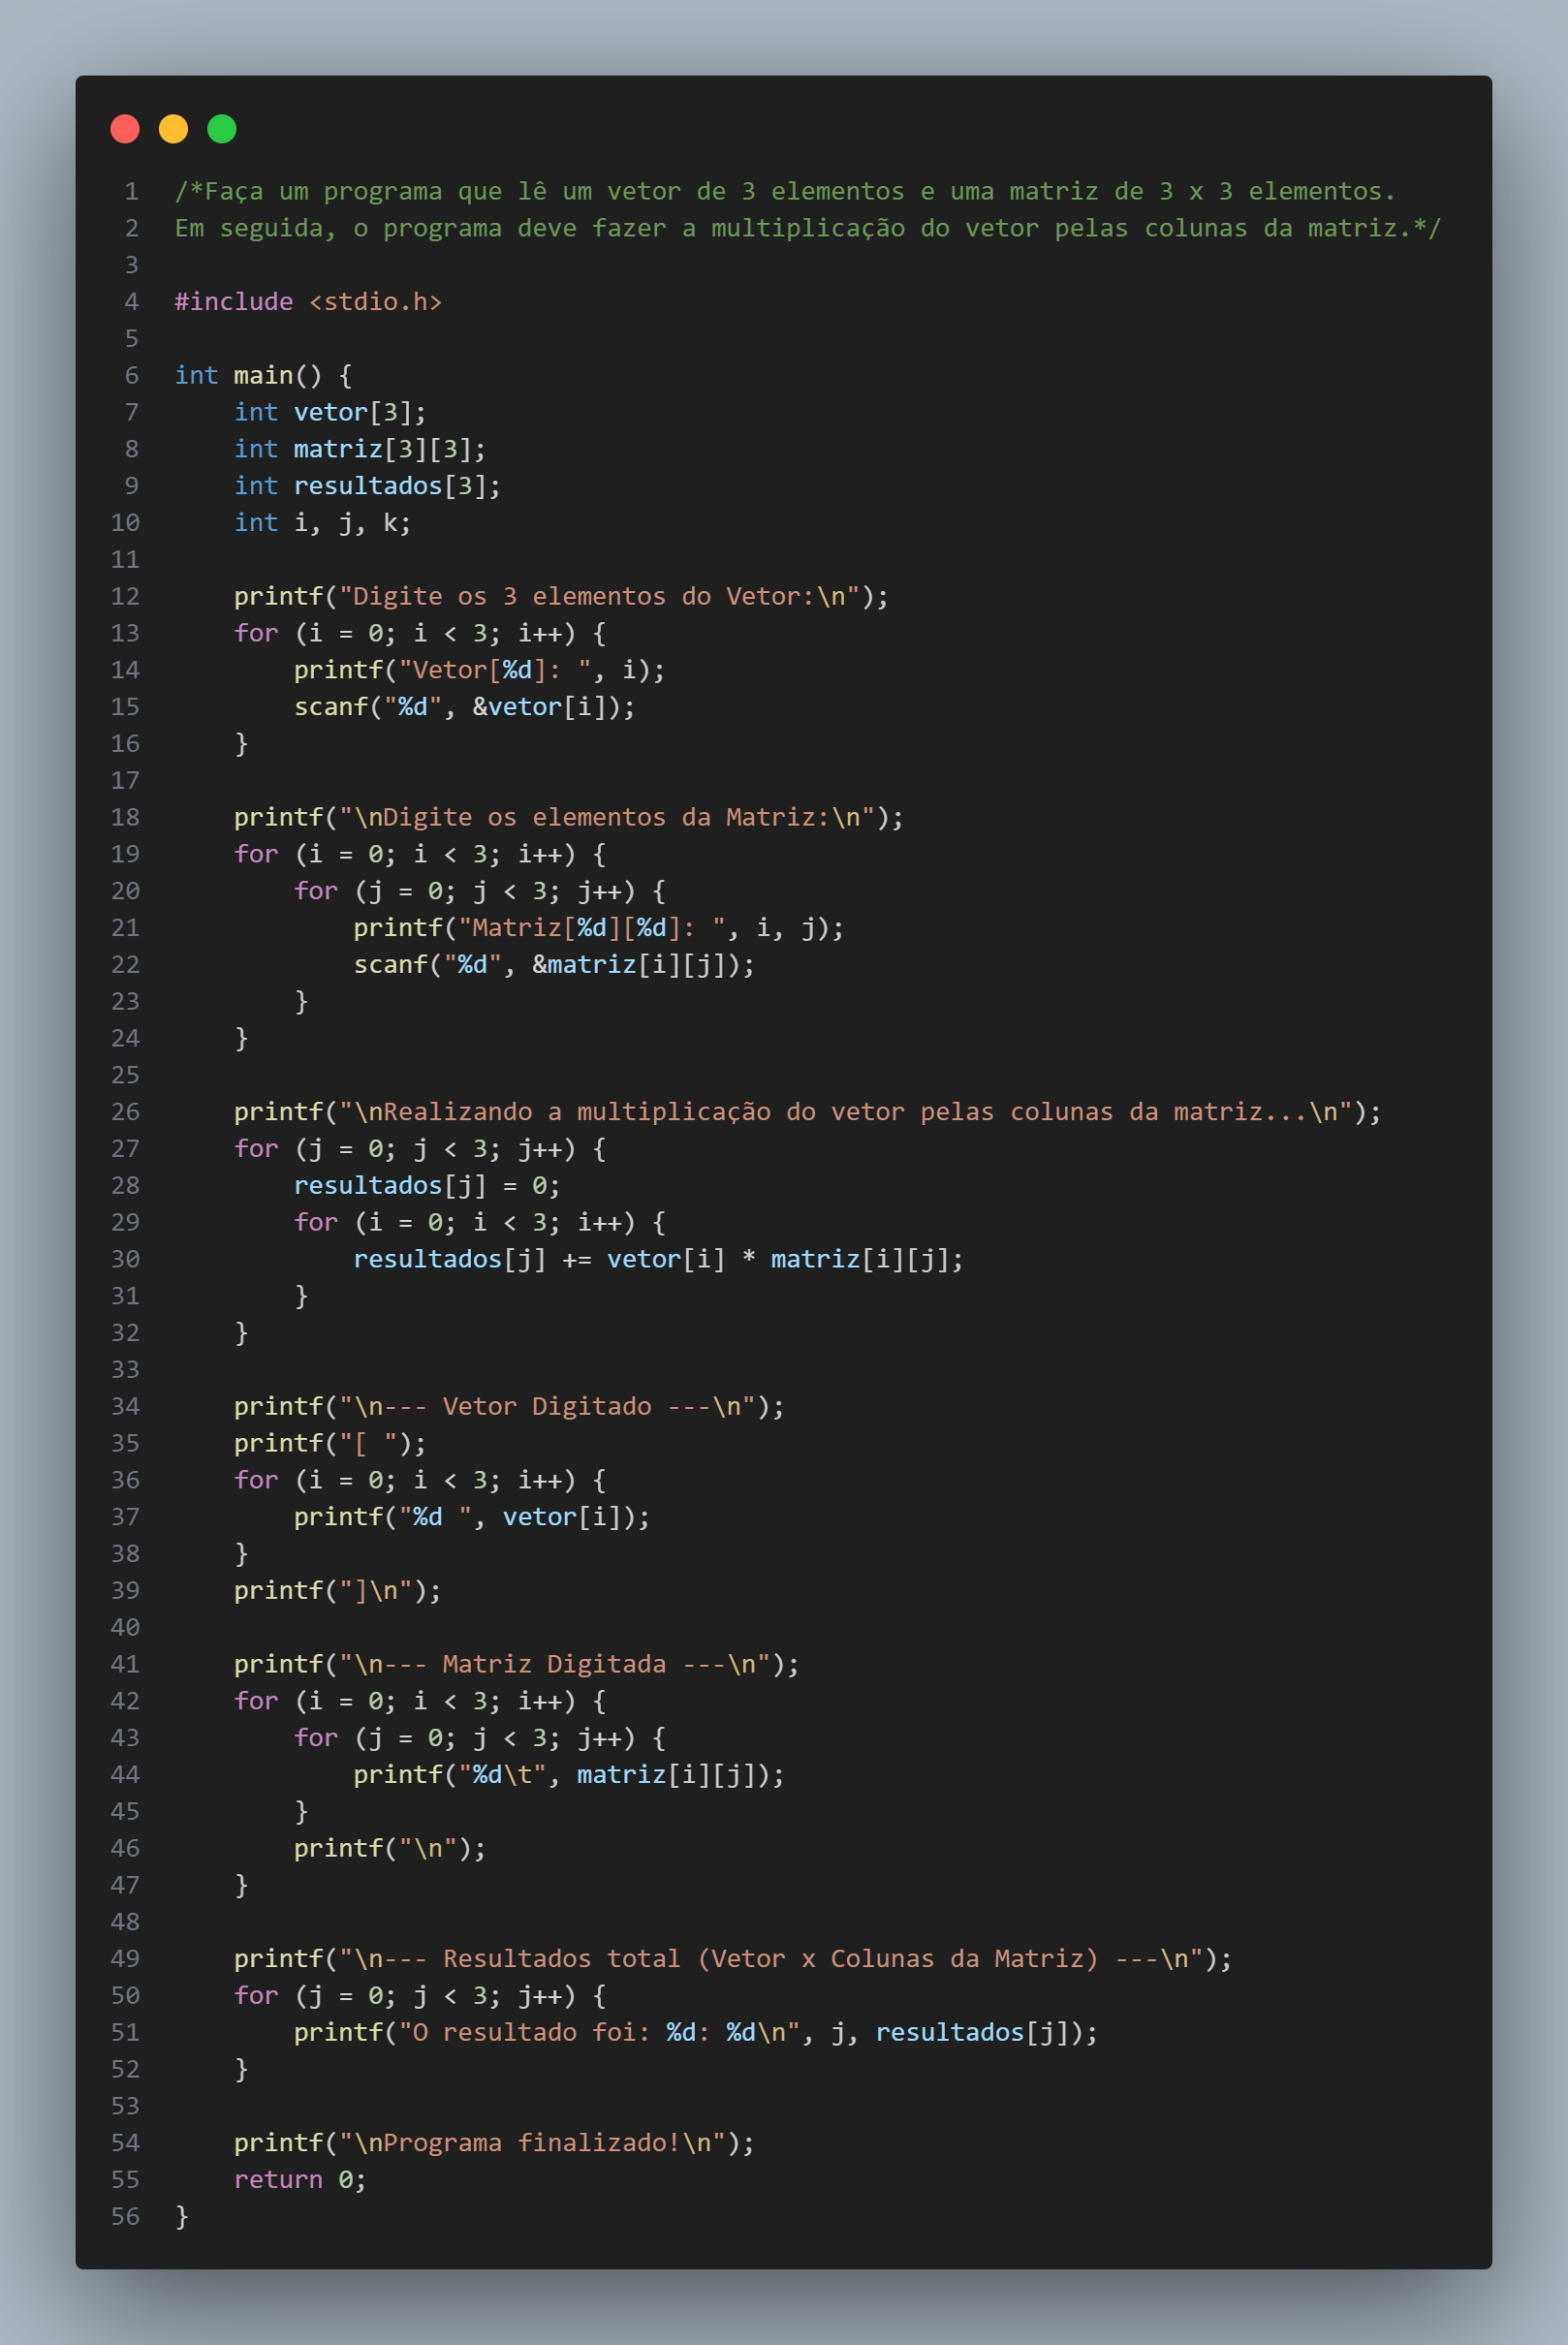 1 /*Faça um programa que lê um vetor de 3 elementos e uma matriz de 3 x 3 elementos.
2 Em seguida, o programa deve fazer a multiplicação do vetor pelas colunas da matriz.*/
3
4 #include <stdio.h>
5
6 int main() {
7     int vetor[3];
8     int matriz[3][3];
9     int resultados[3];
10     int i, j, k;
11
12     printf("Digite os 3 elementos do Vetor:\n");
13     for (i = 0; i < 3; i++) {
14         printf("Vetor[%d]: ", i);
15         scanf("%d", &vetor[i]);
16     }
17
18     printf("\nDigite os elementos da Matriz:\n");
19     for (i = 0; i < 3; i++) {
20         for (j = 0; j < 3; j++) {
21             printf("Matriz[%d][%d]: ", i, j);
22             scanf("%d", &matriz[i][j]);
23         }
24     }
25
26     printf("\nRealizando a multiplicação do vetor pelas colunas da matriz...\n");
27     for (j = 0; j < 3; j++) {
28         resultados[j] = 0;
29         for (i = 0; i < 3; i++) {
30             resultados[j] += vetor[i] * matriz[i][j];
31         }
32     }
33
34     printf("\n--- Vetor Digitado ---\n");
35     printf("[ ");
36     for (i = 0; i < 3; i++) {
37         printf("%d ", vetor[i]);
38     }
39     printf("]\n");
40
41     printf("\n--- Matriz Digitada ---\n");
42     for (i = 0; i < 3; i++) {
43         for (j = 0; j < 3; j++) {
44             printf("%d\t", matriz[i][j]);
45         }
46         printf("\n");
47     }
48
49     printf("\n--- Resultados total (Vetor x Colunas da Matriz) ---\n");
50     for (j = 0; j < 3; j++) {
51         printf("O resultado foi: %d: %d\n", j, resultados[j]);
52     }
53
54     printf("\nPrograma finalizado!\n");
55     return 0;
56 }